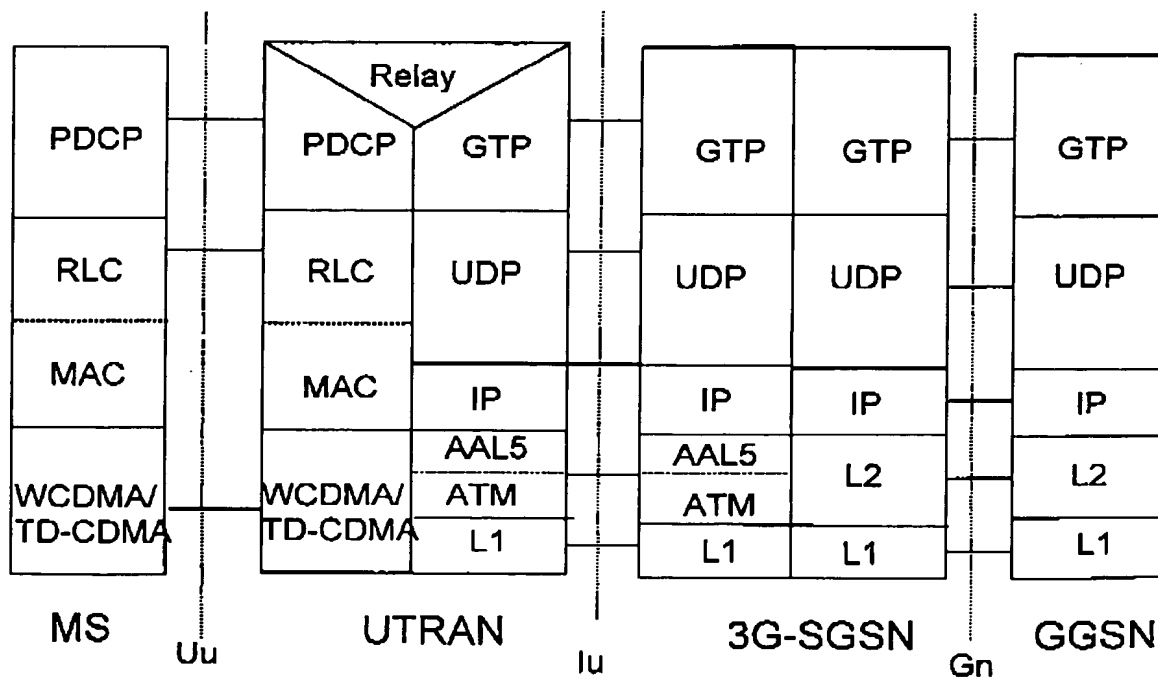 Relay
PDCP
PDCP
GTP
GTP
GTP
GTP
RLC
RLC
UDP
UDP
UDP
UDP
MAC
MAC
IP
IP
IP
IP
AAL5
AAL5
WCDMA/
TD-CDMA
WCDMA/
TD-CDMA
ATM
ATM
L2
L2
L1
L1
L1
L1
MS
UTRAN
3G-SGSN
GGSN
Uu
Iu
Gn